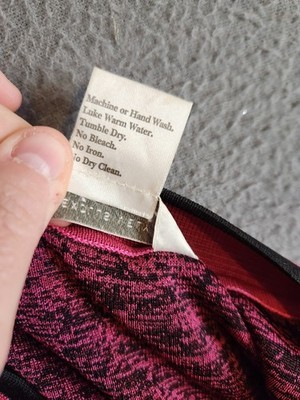 Machine or Hand Wash.
Luke Warm Water.
Tumble Dry.
No Bleach.
No Iron.
No Dry Clean.